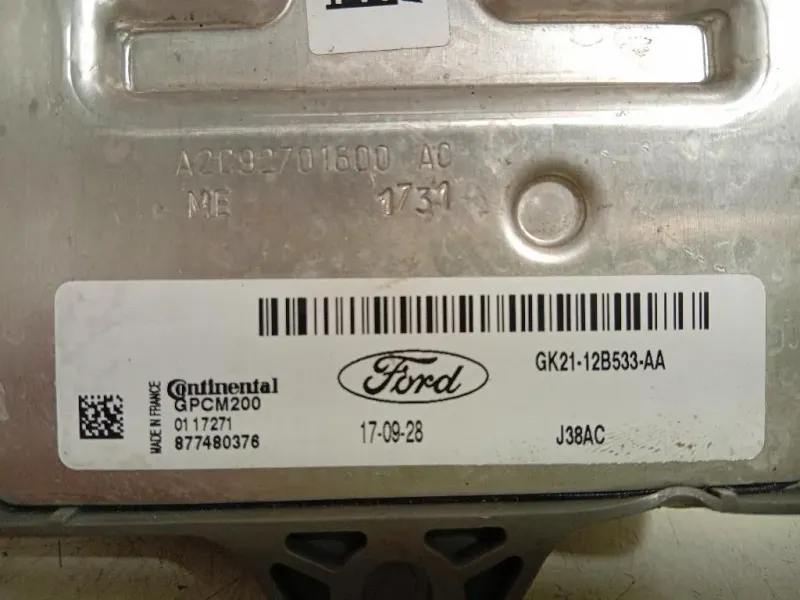 A2C92701600 AC
ME 1731
GK21-12B533-AA
Continental
Ford
GPCM200
MADE IN FRANCE
01 17271
877480376
17-09-28
J38AC